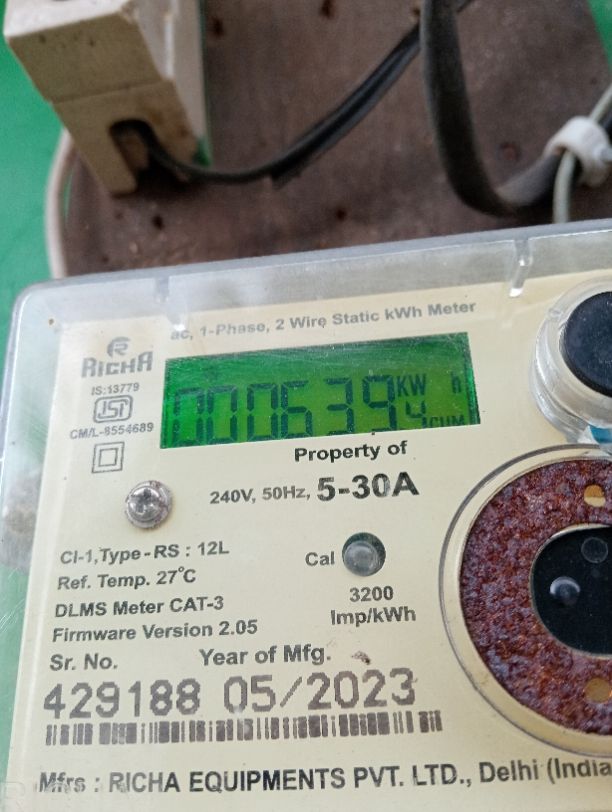 ac, 1-Phase, 2 Wire Static kWh Meter
RICHA
IS:13779
ISI
CM/L-8554689
000639 KW h
4 CUM
Property of
240V, 50Hz, 5-30A
Cl-1,Type-RS : 12L
Cal
Ref. Temp. 27°C
3200
Imp/kWh
DLMS Meter CAT-3
Firmware Version 2.05
Sr. No. Year of Mfg.
429188 05/2023
Mfrs : RICHA EQUIPMENTS PVT. LTD., Delhi (India